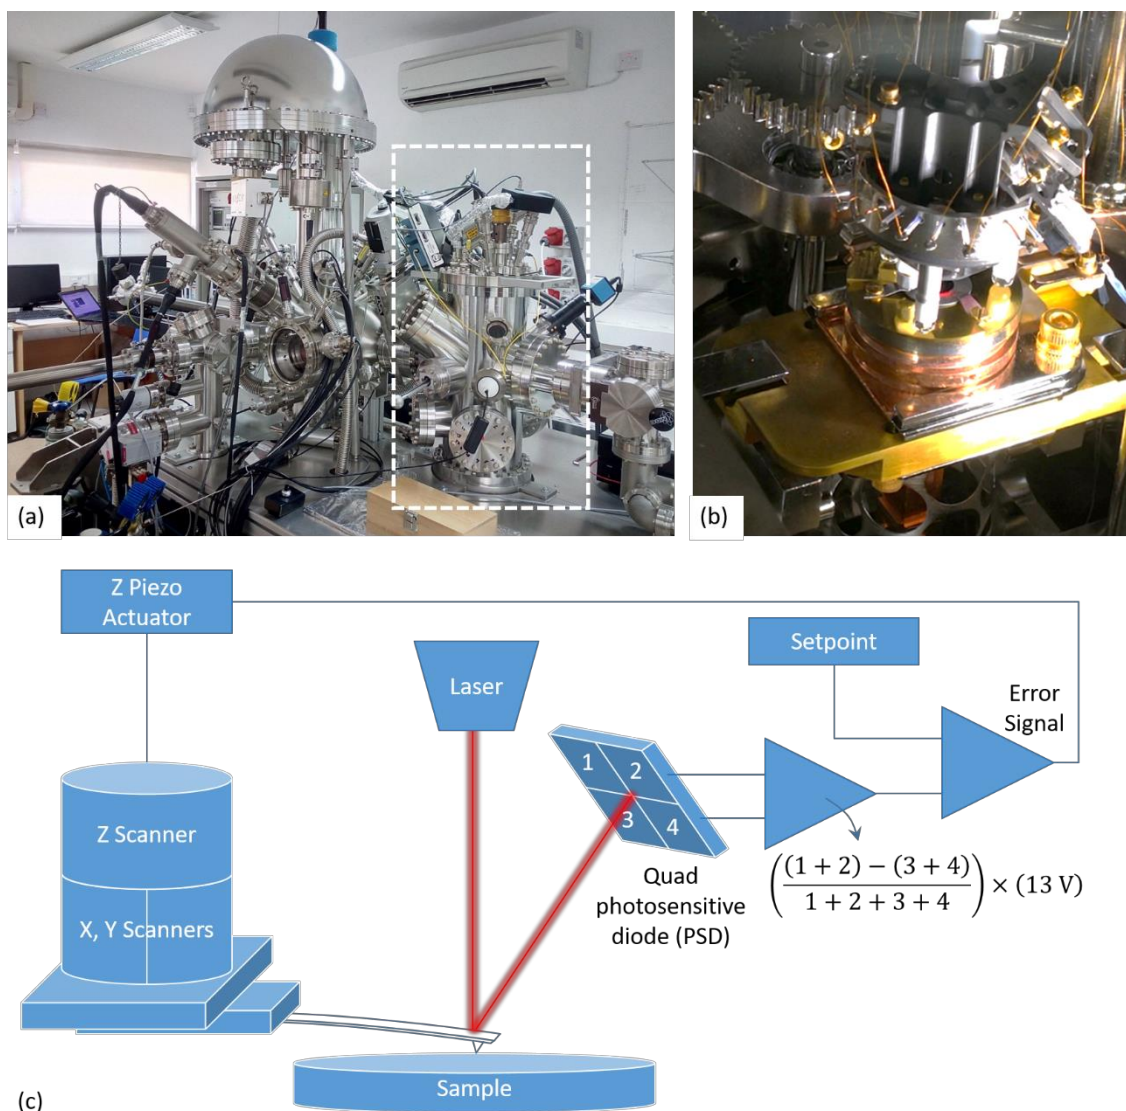 (a)
(b)
Z Piezo
Actuator
Laser
Setpoint
Error
Signal
1
2
3
4
Z Scanner
X, Y Scanners
Quad
photosensitive
diode (PSD)
(((1 + 2) − (3 + 4))/(1 + 2 + 3 + 4)) × (13 V)
Sample
(c)